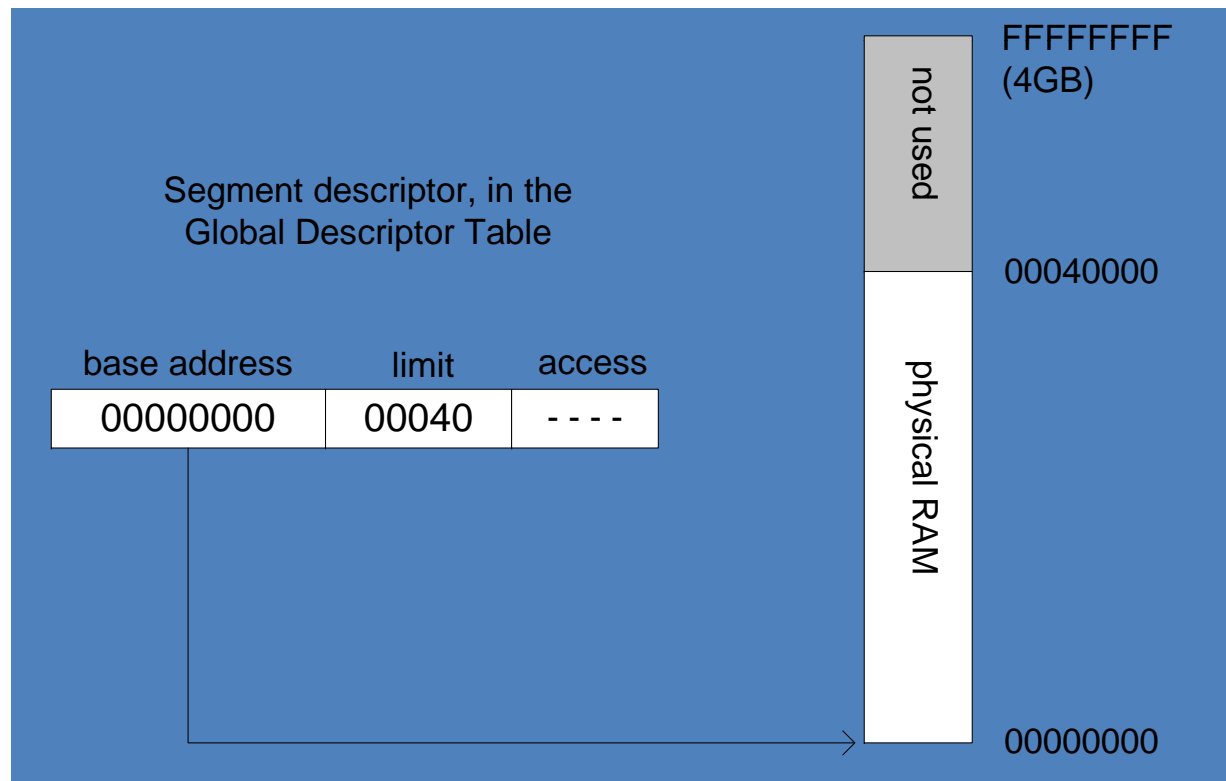 FFFFFFFF
(4GB)
not used
Segment descriptor, in the
Global Descriptor Table
00040000
base address limit access
00000000 00040 - - - -
physical RAM
00000000